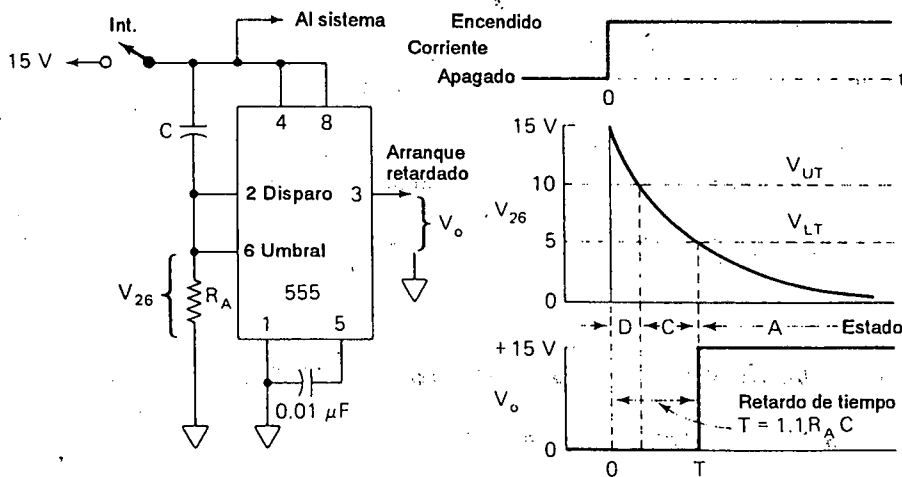 Int.
15 V
Al sistema
C
4 8
2 Disparo 3
6 Umbral
555
1 5
V26
RA
0.01 µF
Arranque
retardado
Vo
Encendido
Corriente
Apagado
0
t
15 V
10
5
0
V26
VUT
VLT
D C A Estado
+ 15 V
Vo
0
Retardo de tiempo
T = 1.1 RA C
0 T